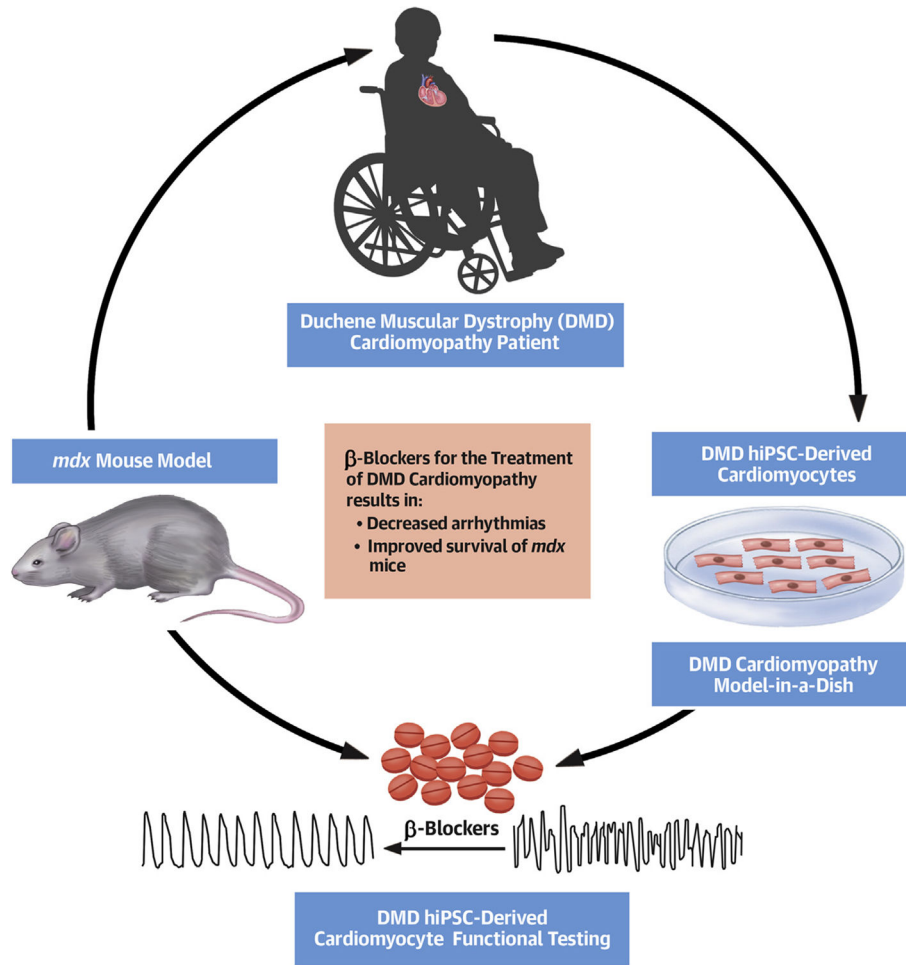 Duchene Muscular Dystrophy (DMD)
Cardiomyopathy Patient
mdx Mouse Model
β-Blockers for the Treatment
of DMD Cardiomyopathy
results in:
• Decreased arrhythmias
• Improved survival of mdx
mice
DMD hiPSC-Derived
Cardiomyocytes
DMD Cardiomyopathy
Model-in-a-Dish
β-Blockers
DMD hiPSC-Derived
Cardiomyocyte Functional Testing